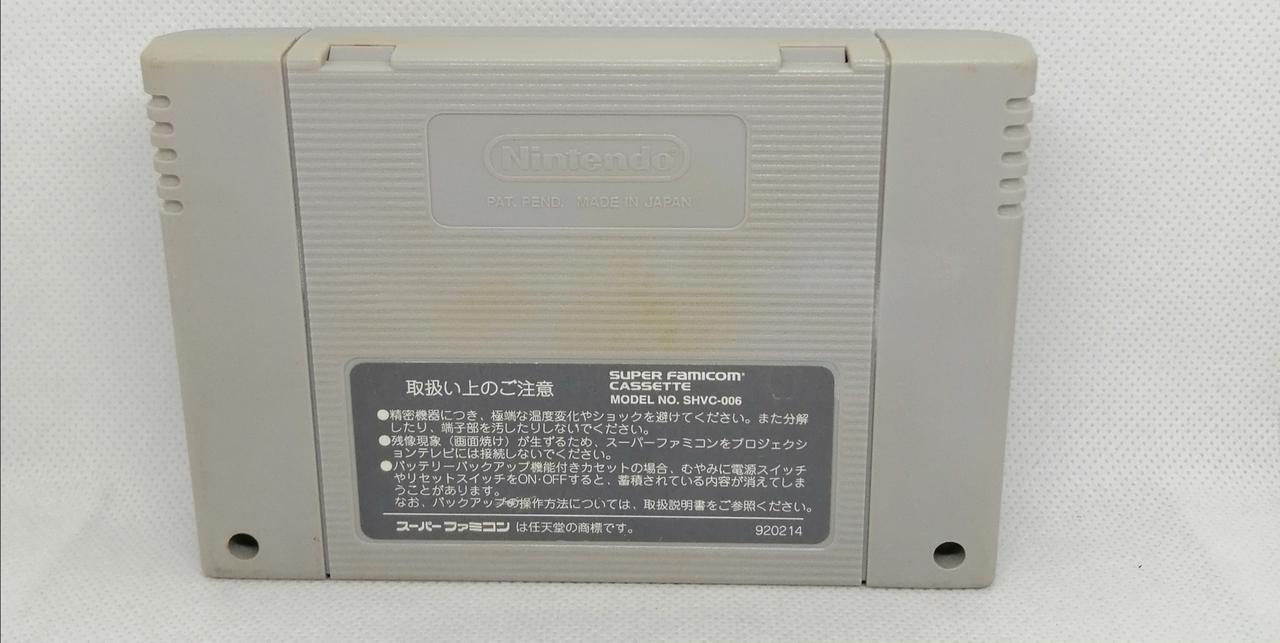 Nintendo
PAT. PEND. MADE IN JAPAN
取扱い上のご注意
SUPER FAMICOM
CASSETTE
MODEL NO. SHVC-006
●精密機器につき、極端な温度変化やショックを避けてください。また分解
したり、端子部を汚したりしないでください。
●残像現象（画面焼け）が生ずるため、スーパーファミコンをプロジェクシ
ョンテレビには接続しないでください。
●バッテリーバックアップ機能付きカセットの場合、むやみに電源スイッチ
やリセットスイッチをON・OFFすると、蓄積されている内容が消えてしま
うことがあります。
なお、バックアップの操作方法については、取扱説明書をご参照ください。
スーパーファミコン は任天堂の商標です。
920214